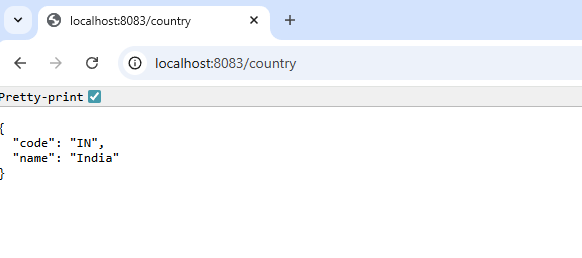 localhost:8083/country
localhost:8083/country
Pretty-print
{
"code": "IN",
"name": "India"
}